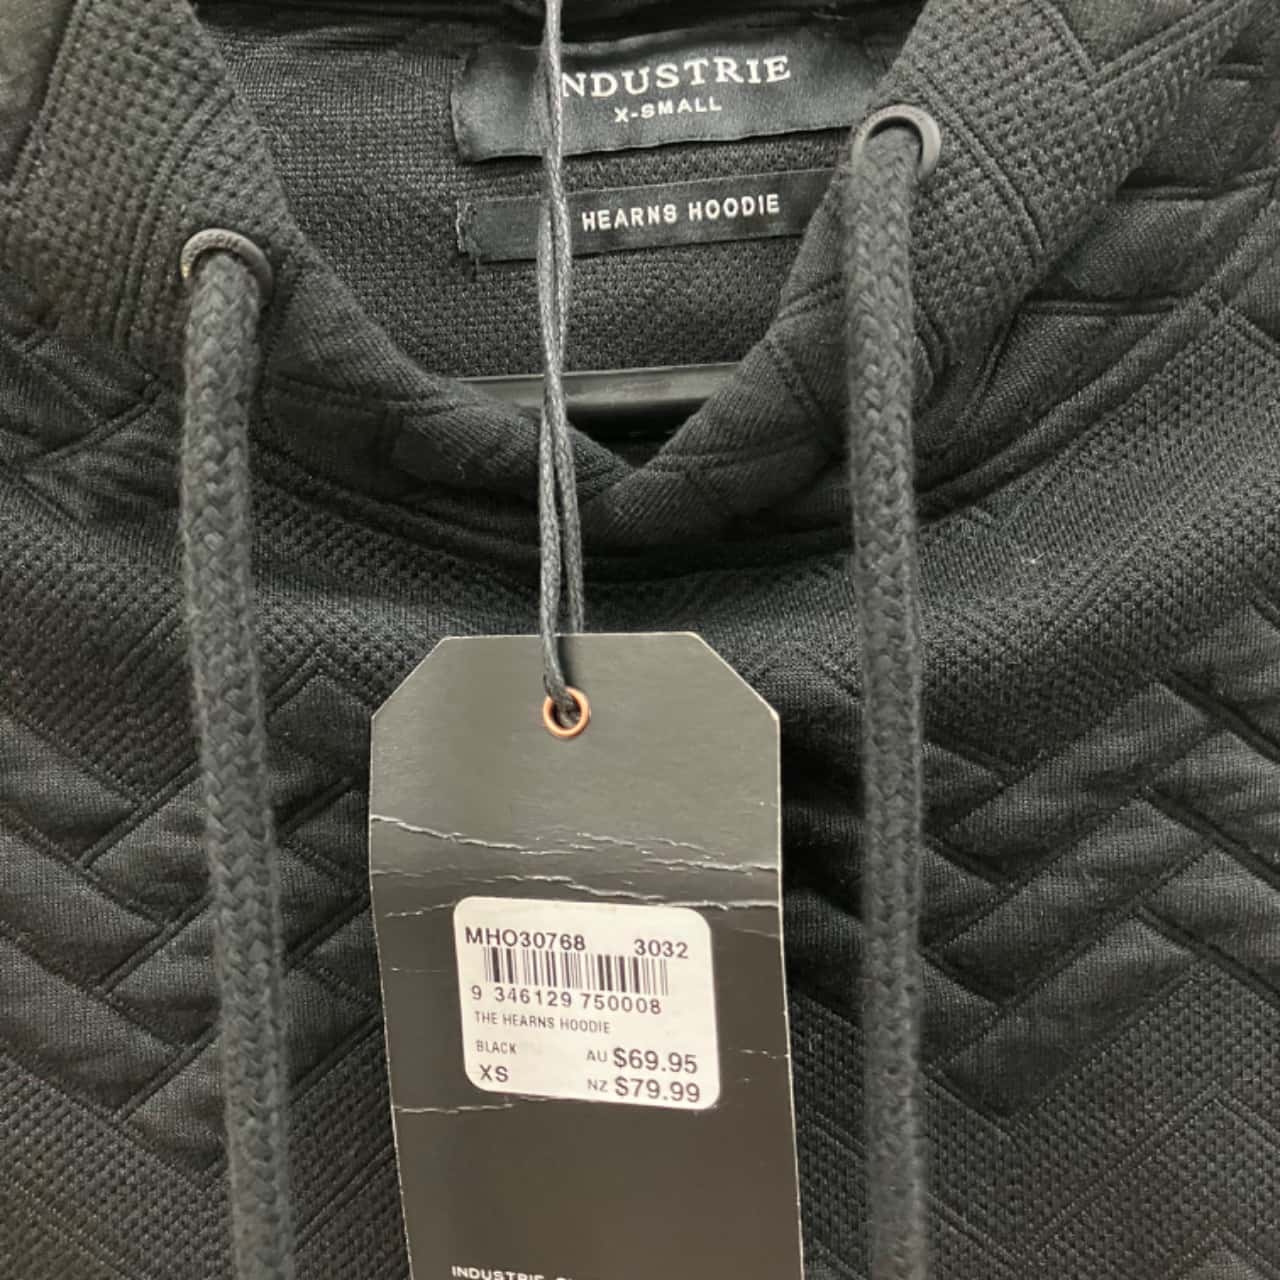 INDUSTRIE
X-SMALL
HEARNS HOODIE
MHO30768 3032
9 346129 750008
THE HEARNS HOODIE
BLACK AU $69.95
XS NZ $79.99
INDUSTRIE